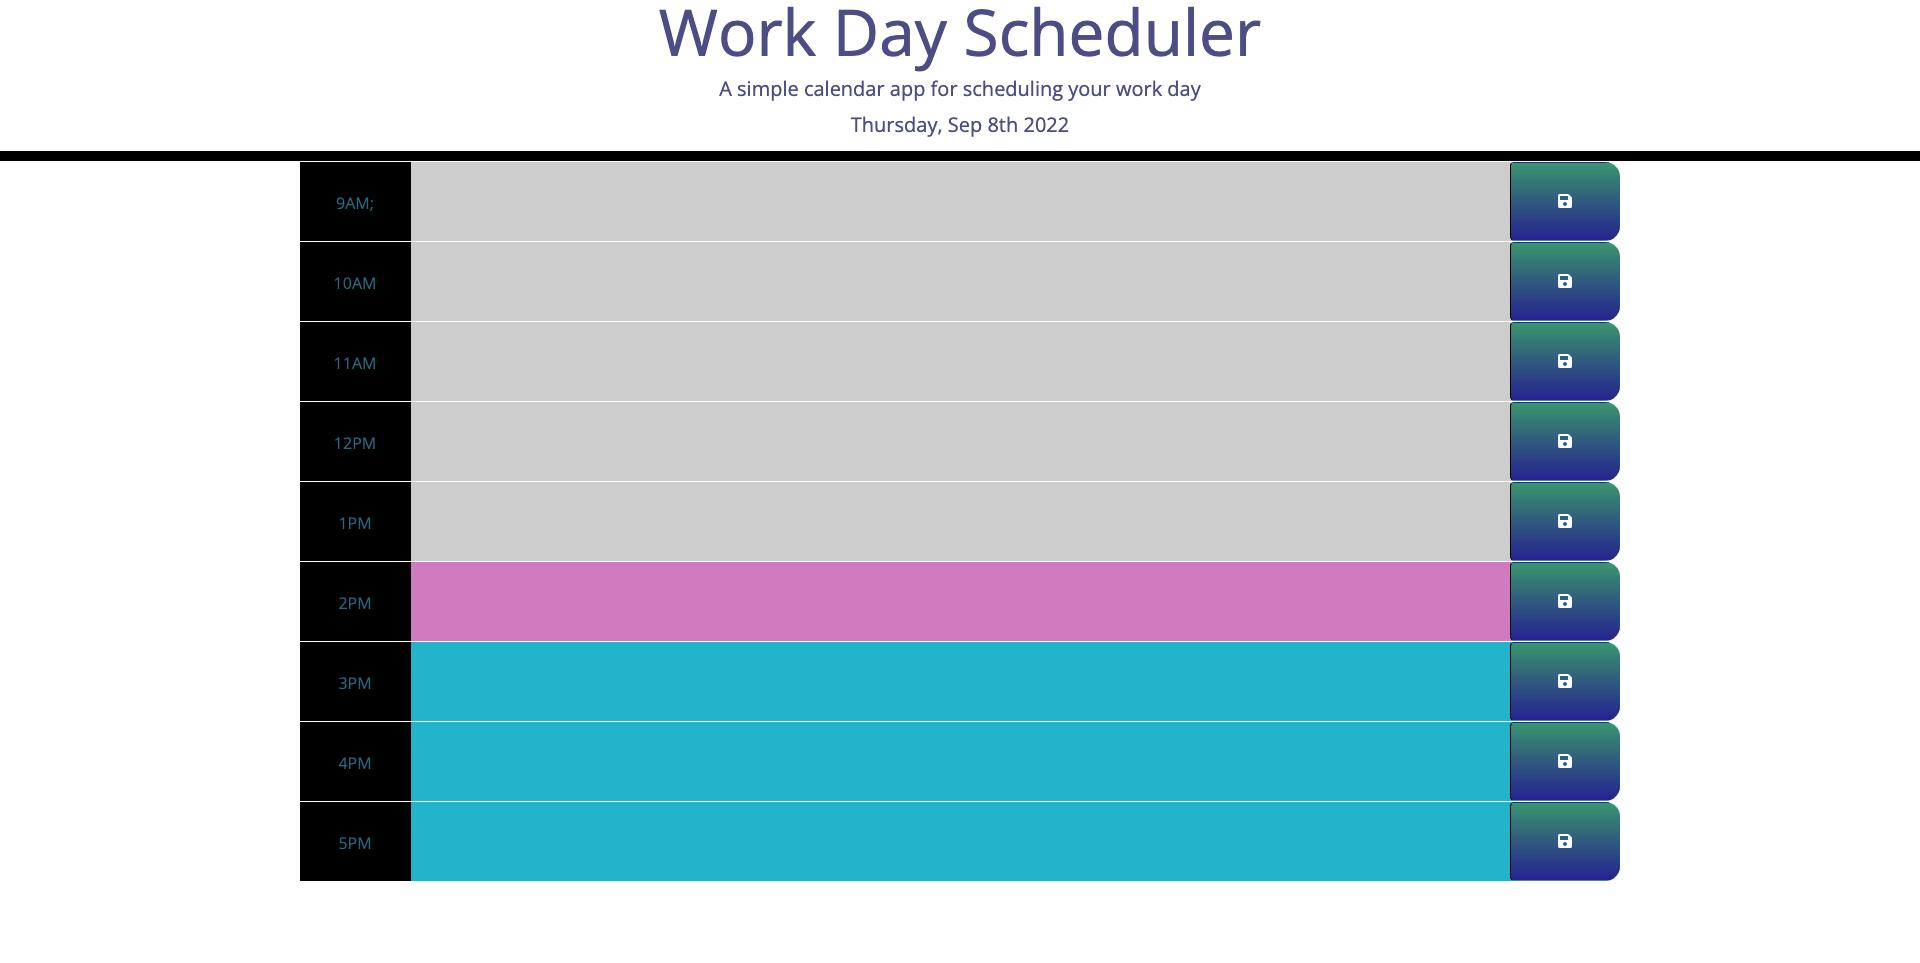 Work Day Scheduler
A simple calendar app for scheduling your work day
Thursday, Sep 8th 2022
9AM;
10AM
11AM
12PM
1PM
2PM
3PM
4PM
5PM